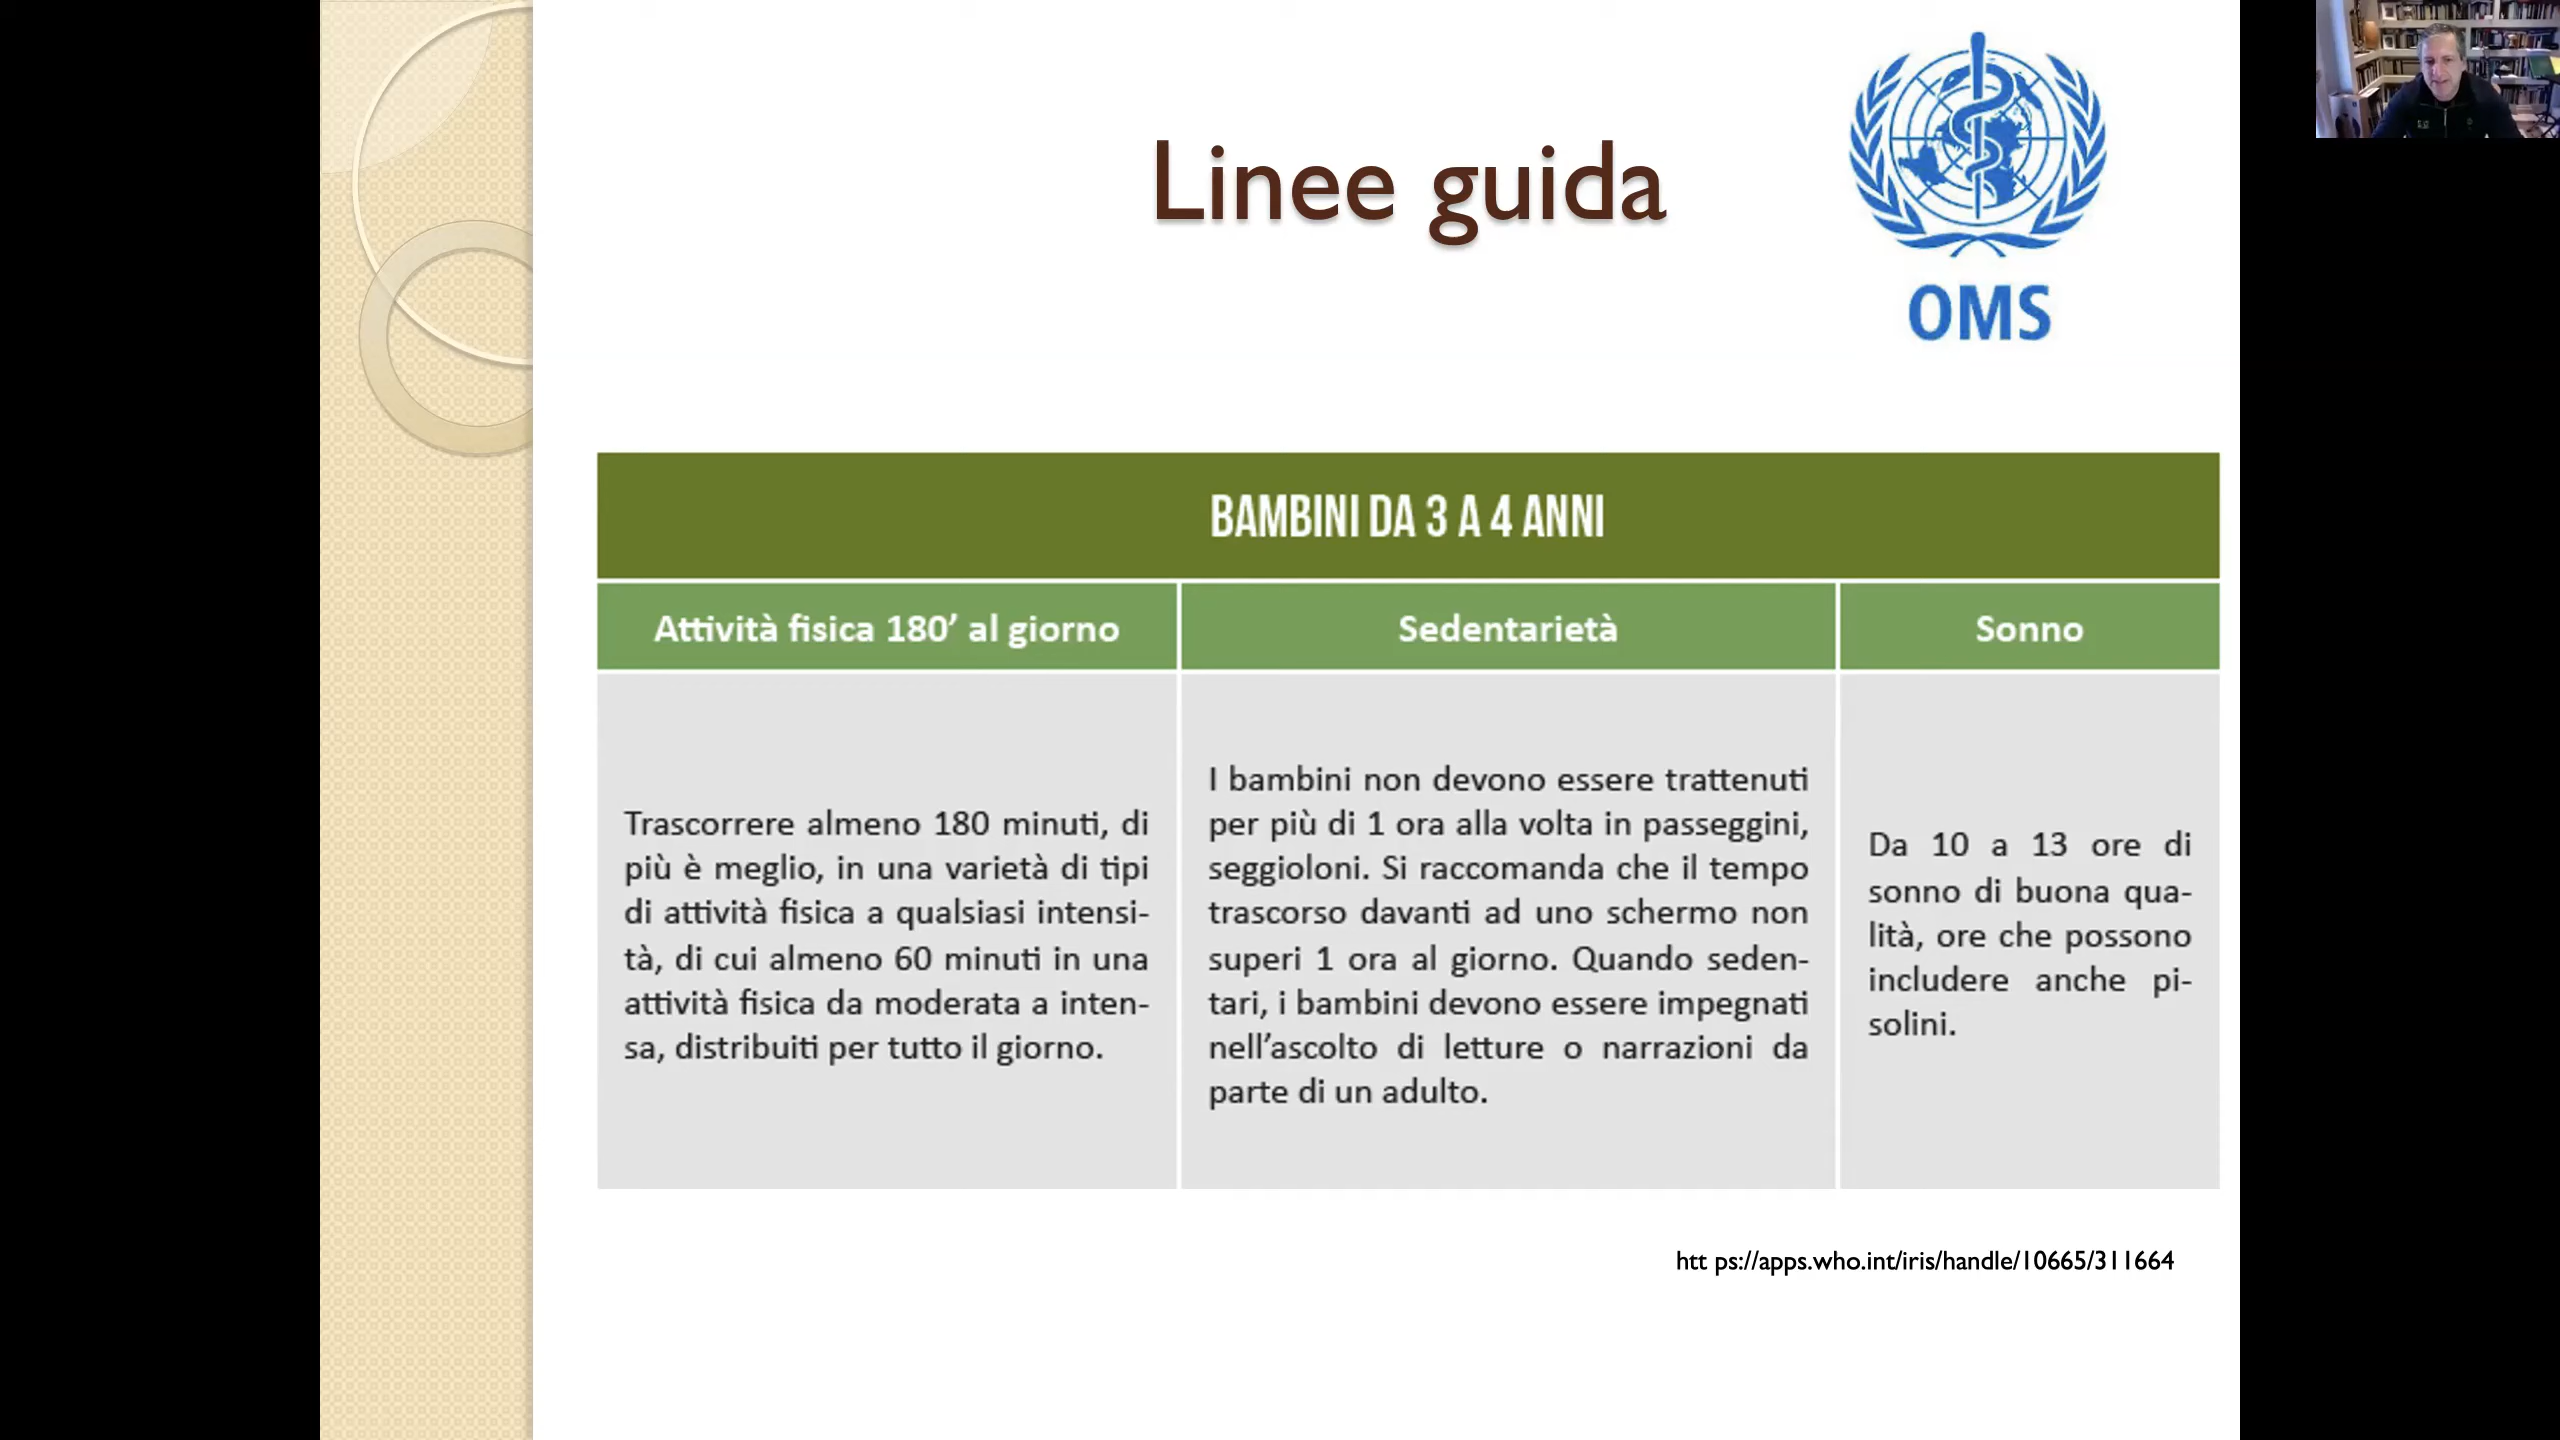 Linee guida
OMS
BAMBINI DA 3 A 4 ANNI
Attività fisica 180’ al giorno
Sedentarietà
Sonno
Trascorrere almeno 180 minuti, di
più è meglio, in una varietà di tipi
di attività fisica a qualsiasi intensi-
tà, di cui almeno 60 minuti in una
attività fisica da moderata a inten-
sa, distribuiti per tutto il giorno.
I bambini non devono essere trattenuti
per più di 1 ora alla volta in passeggini,
seggioloni. Si raccomanda che il tempo
trascorso davanti ad uno schermo non
superi 1 ora al giorno. Quando seden-
tari, i bambini devono essere impegnati
nell’ascolto di letture o narrazioni da
parte di un adulto.
Da 10 a 13 ore di
sonno di buona qua-
lità, ore che possono
includere anche pi-
solini.
htt ps://apps.who.int/iris/handle/10665/311664